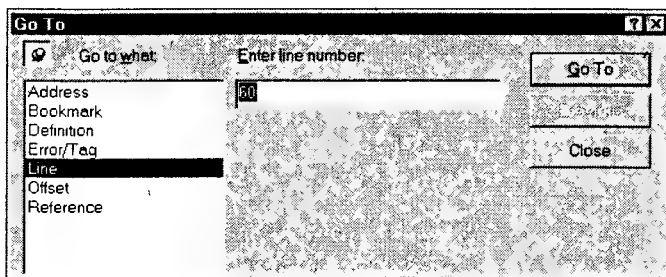 Go To
Go to what:
Address
Bookmark
Definition
Error/Tag
Line
Offset
Reference
Enter line number:
60
Go To
Close